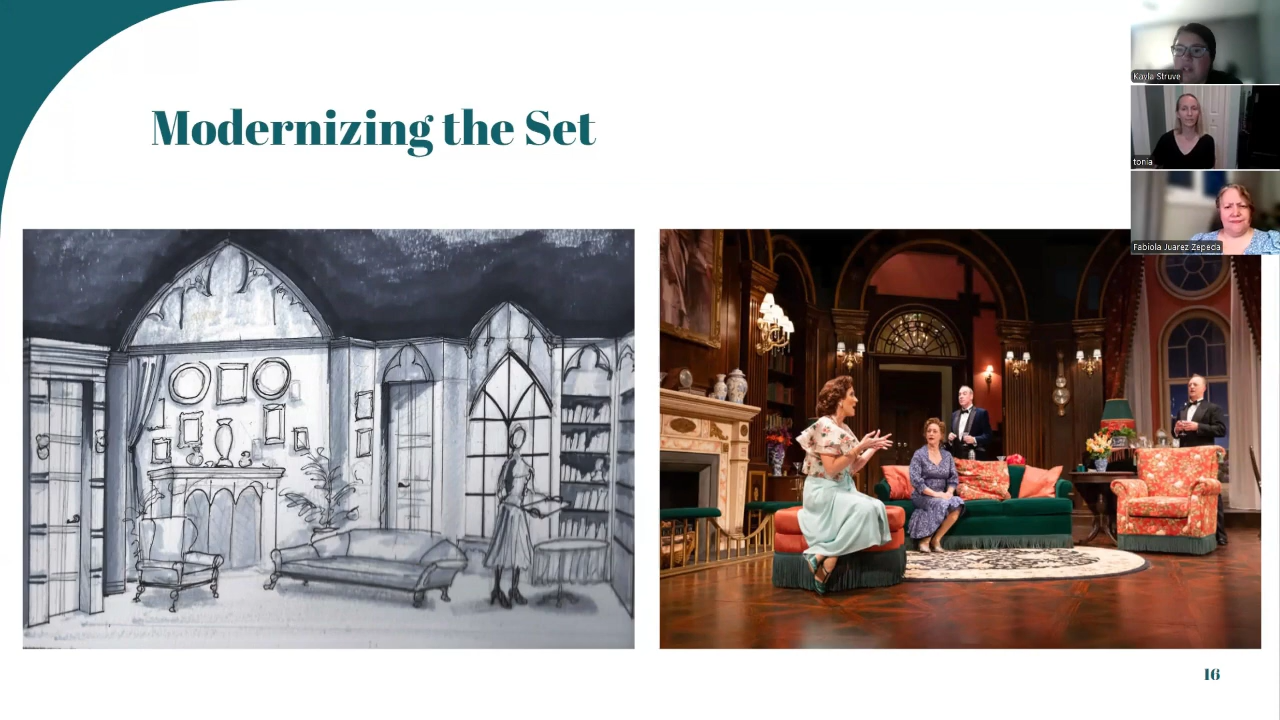 Modernizing the Set
Kayla Struve
tonia
Fabiola Juarez Zepeda
16